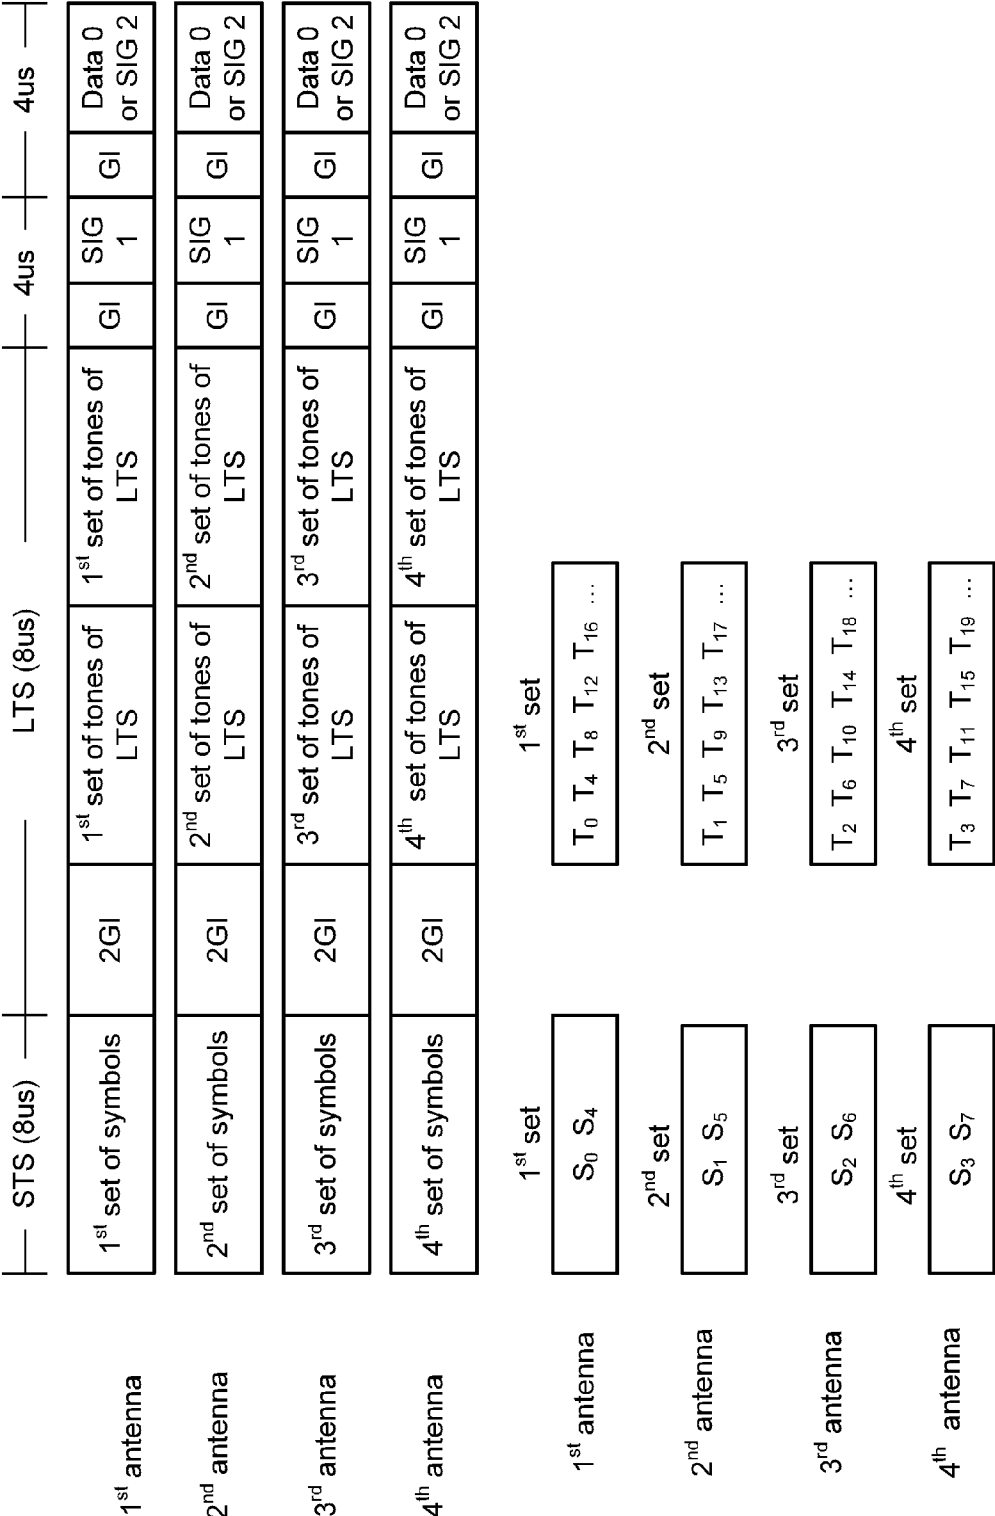 STS (8us) LTS (8us) 4us 4us
1st antenna 1st set of symbols 2GI 1st set of tones of LTS 1st set of tones of LTS GI SIG 1 GI Data 0 or SIG 2
2nd antenna 2nd set of symbols 2GI 2nd set of tones of LTS 2nd set of tones of LTS GI SIG 1 GI Data 0 or SIG 2
3rd antenna 3rd set of symbols 2GI 3rd set of tones of LTS 3rd set of tones of LTS GI SIG 1 GI Data 0 or SIG 2
4th antenna 4th set of symbols 2GI 4th set of tones of LTS 4th set of tones of LTS GI SIG 1 GI Data 0 or SIG 2
1st set 1st set
1st antenna S0 S4 T0 T4 T8 T12 T16 ...
2nd set 2nd set
2nd antenna S1 S5 T1 T5 T9 T13 T17 ...
3rd set 3rd set
3rd antenna S2 S6 T2 T6 T10 T14 T18 ...
4th set 4th set
4th antenna S3 S7 T3 T7 T11 T15 T19 ...